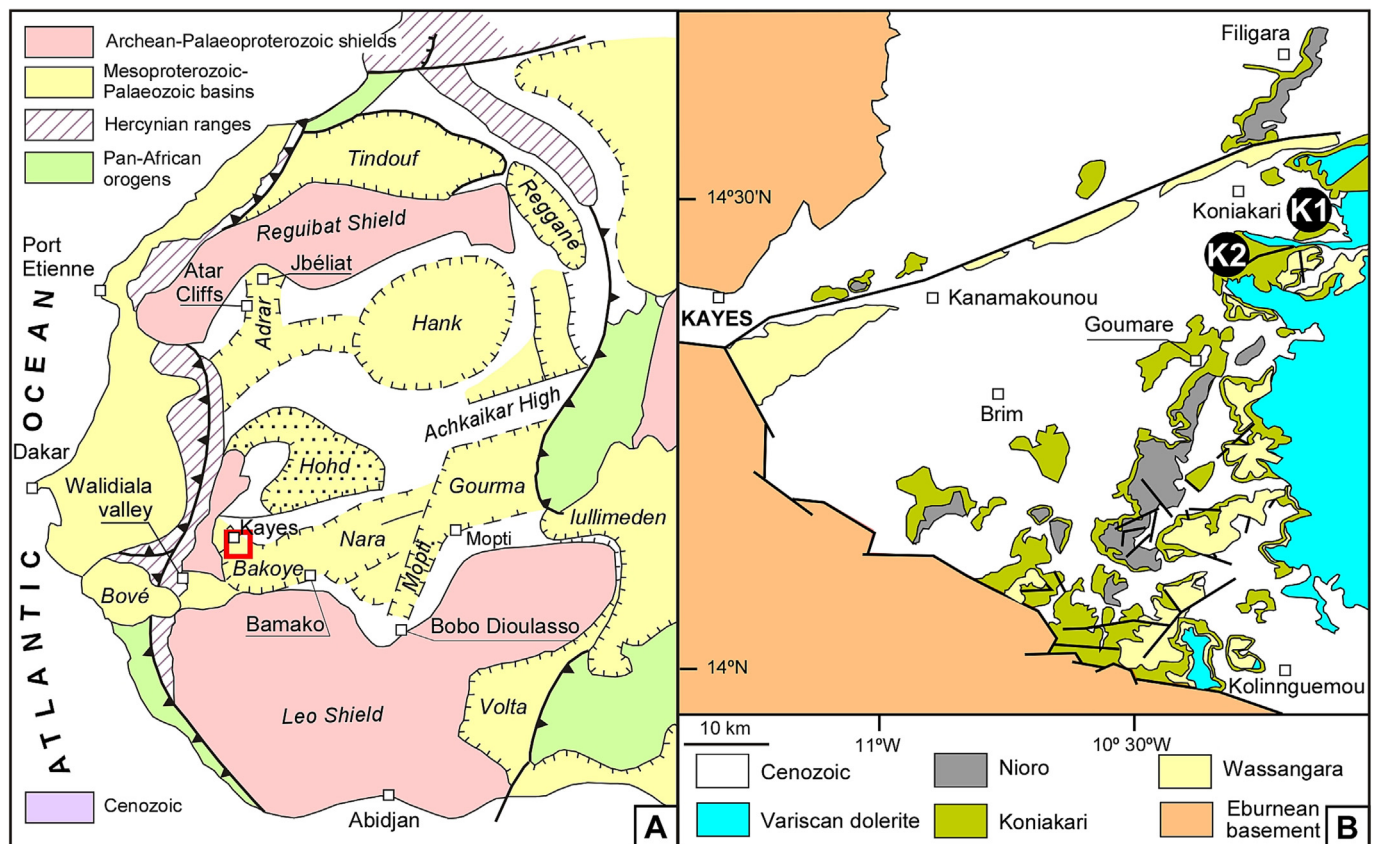 Archean-Palaeoproterozoic shields
Mesoproterozoic-
Palaeozoic basins
Hercynian ranges
Pan-African
orogens
Tindouf
Reggane
Reguibat Shield
Port
Etienne
Atar
Cliffs
Jbéliat
Adrar
Hank
Achkaikar High
ATLANTIC OCEAN
Dakar
Walidiala
valley
Hohd
Gourma
Iullimeden
Kayes
Nara
Mopti
Mopti
Bakoye
Bové
Bamako
Bobo Dioulasso
Leo Shield
Volta
Cenozoic
Abidjan
A
Filigara
14º30'N
Koniakari
K1
K2
KAYES
Kanamakounou
Goumare
Brim
14ºN
Kolinnguemou
10 km
11ºW
10º 30'W
Cenozoic
Nioro
Wassangara
Variscan dolerite
Koniakari
Eburnean
basement
B